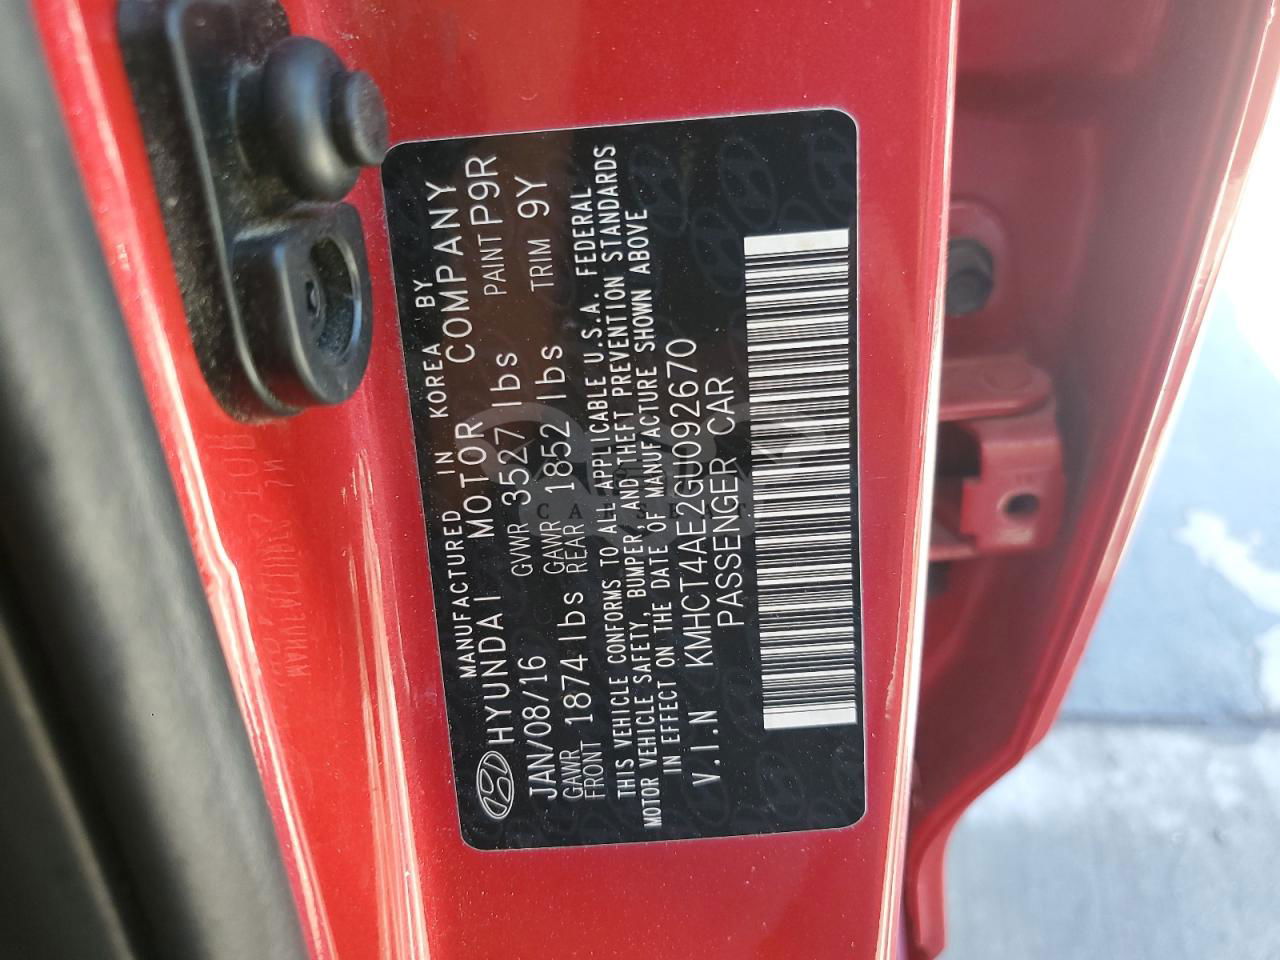 MANUFACTURED IN KOREA BY
HYUNDAI MOTOR COMPANY
JAN/08/16 GVWR 3527 lbs PAINT P9R
GAWR FRONT 1874 lbs GAWR REAR 1852 lbs TRIM 9Y
THIS VEHICLE CONFORMS TO ALL APPLICABLE U.S.A. FEDERAL
MOTOR VEHICLE SAFETY, BUMPER, AND THEFT PREVENTION STANDARDS
IN EFFECT ON THE DATE OF MANUFACTURE SHOWN ABOVE
V.I.N KMHCT4AE2GU092670
PASSENGER CAR